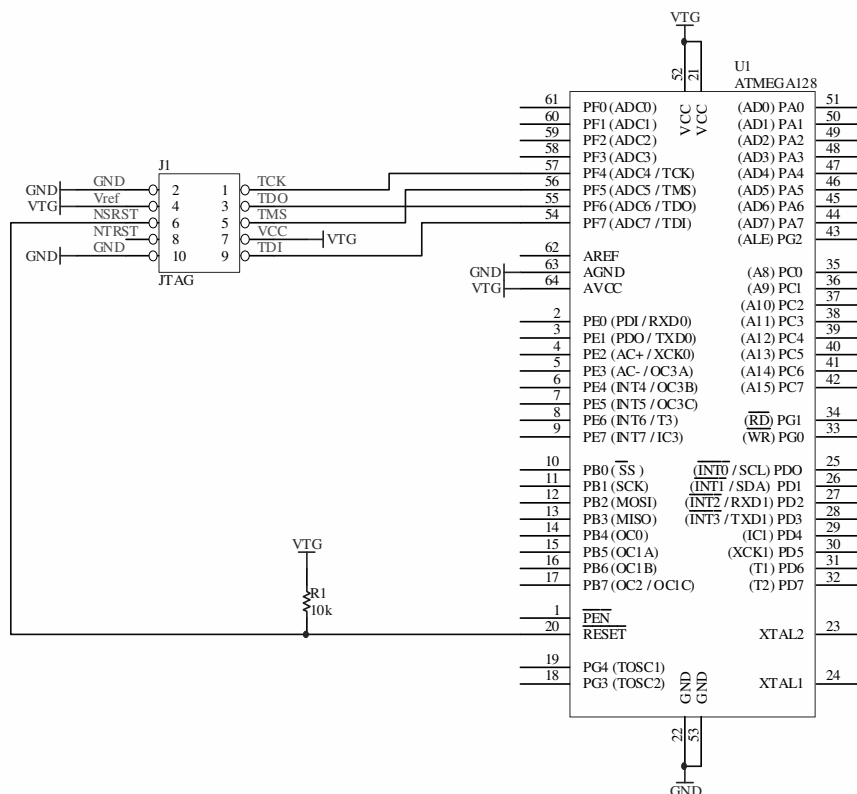 VTG
52 21
U1
ATMEGA128
VCC VCC
61 PF0 (ADC0)
60 PF1 (ADC1)
59 PF2 (ADC2)
58 PF3 (ADC3)
57 PF4 (ADC4 / TCK)
56 PF5 (ADC5 / TMS)
55 PF6 (ADC6 / TDO)
54 PF7 (ADC7 / TDI)
62 AREF
63 AGND
64 AVCC
GND
VTG
2 PE0 (PDI / RXD0)
3 PE1 (PDO / TXD0)
4 PE2 (AC+ / XCK0)
5 PE3 (AC- / OC3A)
6 PE4 (INT4 / OC3B)
7 PE5 (INT5 / OC3C)
8 PE6 (INT6 / T3)
9 PE7 (INT7 / IC3)
10 PB0 (SS)
11 PB1 (SCK)
12 PB2 (MOSI)
13 PB3 (MISO)
14 PB4 (OC0)
15 PB5 (OC1A)
16 PB6 (OC1B)
17 PB7 (OC2 / OC1C)
1 PEN
20 RESET
19 PG4 (TOSC1)
18 PG3 (TOSC2)
(AD0) PA0 51
(AD1) PA1 50
(AD2) PA2 49
(AD3) PA3 48
(AD4) PA4 47
(AD5) PA5 46
(AD6) PA6 45
(AD7) PA7 44
(ALE) PG2 43
(A8) PC0 35
(A9) PC1 36
(A10) PC2 37
(A11) PC3 38
(A12) PC4 39
(A13) PC5 40
(A14) PC6 41
(A15) PC7 42
(RD) PG1 34
(WR) PG0 33
(INT0 / SCL) PDO 25
(INT1 / SDA) PD1 26
(INT2 / RXD1) PD2 27
(INT3 / TXD1) PD3 28
(IC1) PD4 29
(XCK1) PD5 30
(T1) PD6 31
(T2) PD7 32
XTAL2 23
XTAL1 24
GND GND
22 53
GND
J1
GND GND 2 1 TCK
VTG Vref 4 3 TDO
NSRST 6 5 TMS
NTRST 8 7 VCC VTG
GND GND 10 9 TDI
JTAG
VTG
R1
10k